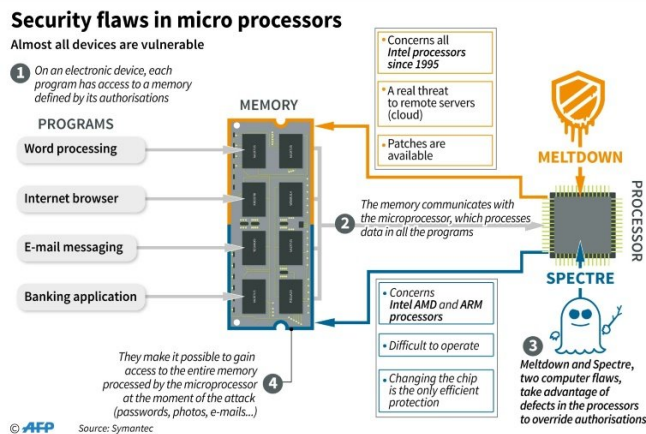 Security flaws in micro processors
Almost all devices are vulnerable
1 On an electronic device, each
program has access to a memory
defined by its authorisations
PROGRAMS
Word processing
Internet browser
E-mail messaging
Banking application
MEMORY
• Concerns all
Intel processors
since 1995
• A real threat
to remote servers
(cloud)
• Patches are
available
MELTDOWN
PROCESSOR
2 The memory communicates with
the microprocessor, which processes
data in all the programs
SPECTRE
• Concerns
Intel AMD and ARM
processors
• Difficult to operate
• Changing the chip
is the only efficient
protection
3
Meltdown and Spectre,
two computer flaws,
take advantage of
defects in the processors
to override authorisations
They make it possible to gain
access to the entire memory
processed by the microprocessor 4
at the moment of the attack
(passwords, photos, e-mails...)
© AFP Source: Symantec